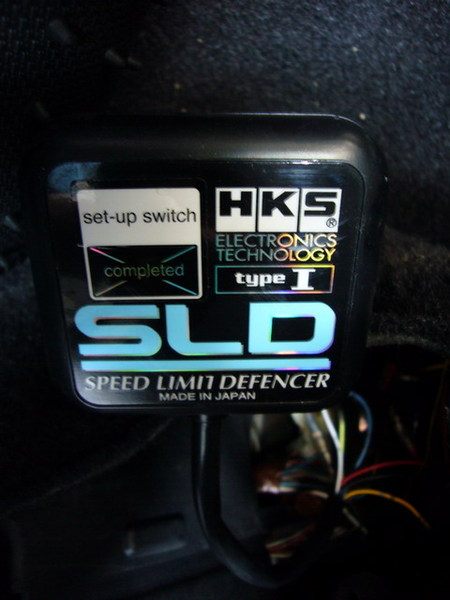 set-up switch
completed
HKS®
ELECTRONICS
TECHNOLOGY
type I
SLD
SPEED LIMIT DEFENCER
MADE IN JAPAN